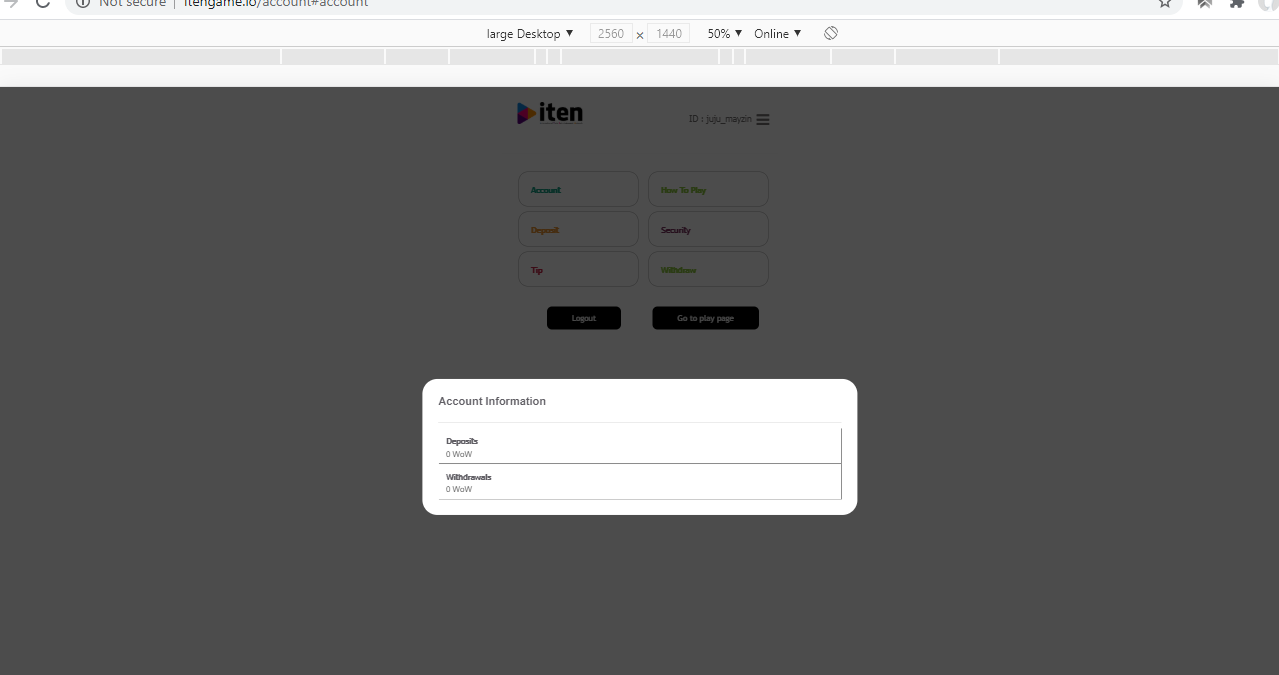 Not secure | itengame.io/account#account
large Desktop ▼ 2560 × 1440 50% ▼ Online ▼
iten
ID : juju_mayzin
Account
How To Play
Deposit
Security
Tip
Withdraw
Logout
Go to play page
Account Information
Deposits
0 WoW
Withdrawals
0 WoW